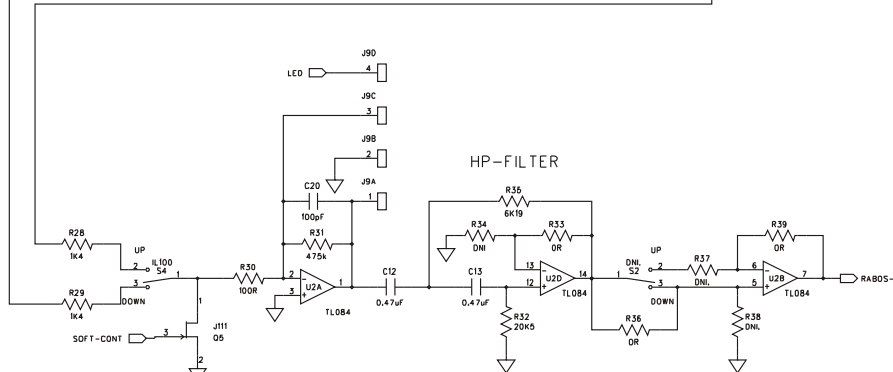 J9D
LED
4
J9C
3
J9B
2
HP-FILTER
J9A
1
C20
100pF
R35
6K19
R28
1K4
UP
IL100
S4
2
1
3
DOWN
R29
1K4
R31
475k
R30
100R
2
3
1
U2A
TL084
C12
0.47uF
C13
0.47uF
R34
DNI
R33
0R
13
12
14
U2D
TL084
R32
20K5
UP
DNI.
S2
1
2
3
DOWN
R37
DNI.
R36
0R
R39
0R
6
5
7
U2B
TL084
R38
DNI.
RABOS-
SOFT-CONT
3
1
J111
Q5
2